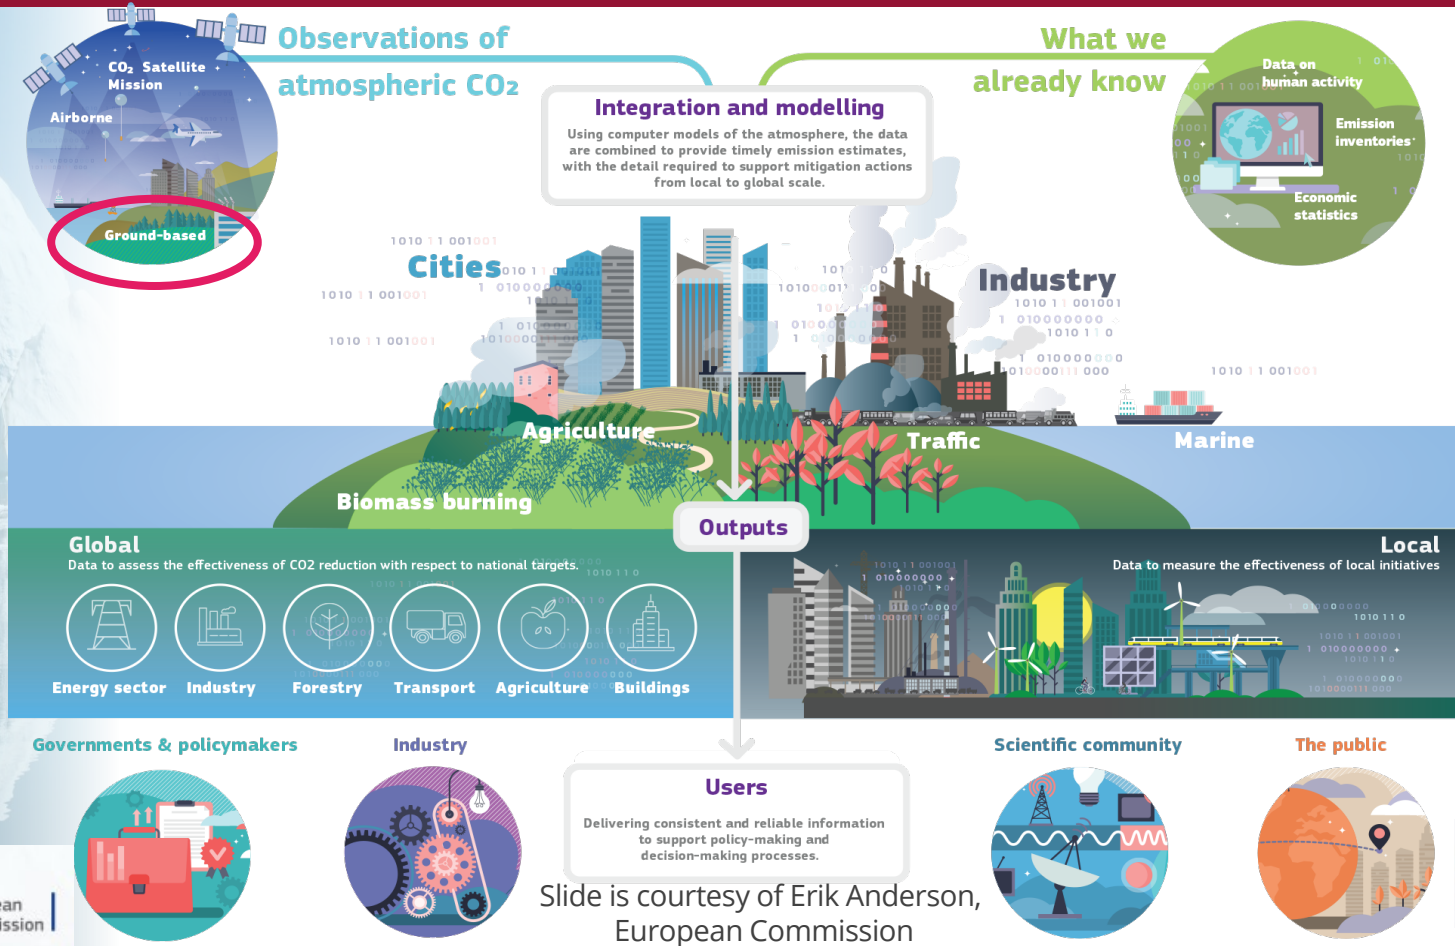 Observations of
atmospheric CO₂
What we
already know
CO₂ Satellite
Mission
Airborne
Ground-based
Data on
human activity
Emission
inventories
Economic
statistics
Integration and modelling
Using computer models of the atmosphere, the data
are combined to provide timely emission estimates,
with the detail required to support mitigation actions
from local to global scale.
Cities
Industry
Agriculture
Traffic
Marine
Biomass burning
Outputs
Global
Data to assess the effectiveness of CO2 reduction with respect to national targets.
Energy sector
Industry
Forestry
Transport
Agriculture
Buildings
Local
Data to measure the effectiveness of local initiatives
Governments & policymakers
Industry
Scientific community
The public
Users
Delivering consistent and reliable information
to support policy-making and
decision-making processes.
Slide is courtesy of Erik Anderson,
European Commission